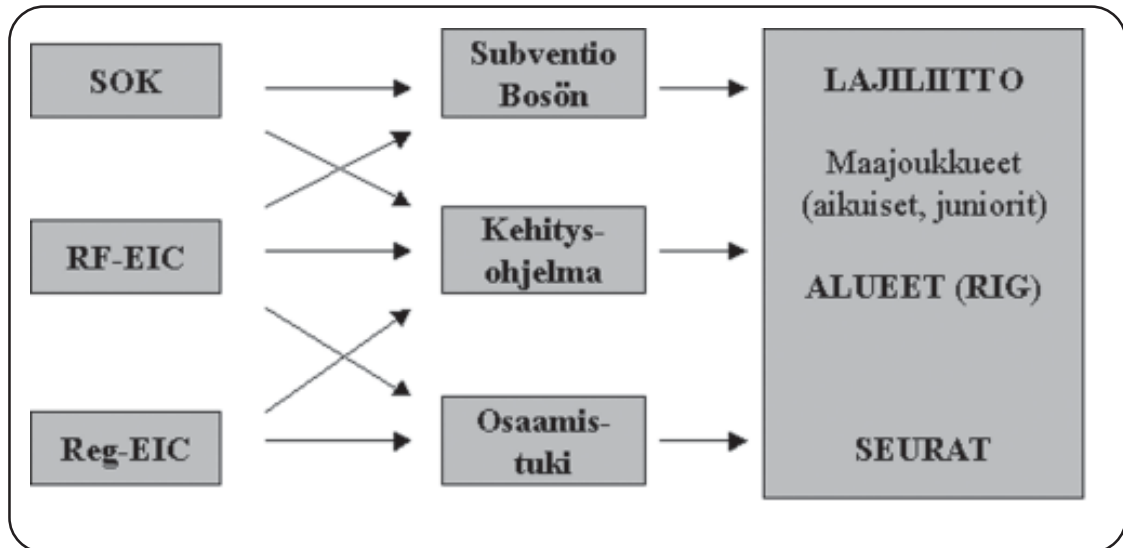 SOK
RF-EIC
Reg-EIC
Subventio
Bosön
Kehitys-
ohjelma
Osaamis-
tuki
LAJILIITTO
Maajoukkueet
(aikuiset, juniorit)
ALUEET (RIG)
SEURAT